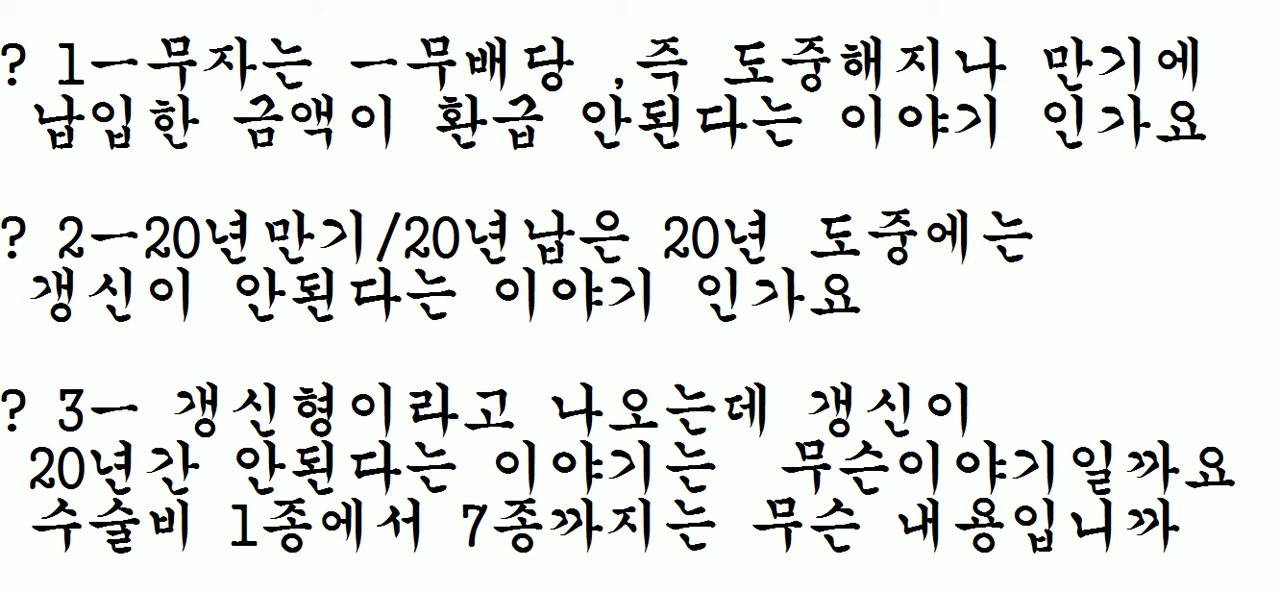 ? 1ㅡ무자는 ㅡ무배당 ,즉 도중해지나 만기에
납입한 금액이 환급 안된다는 이야기 인가요
? 2ㅡ20년만기/20년납은 20년 도중에는
갱신이 안된다는 이야기 인가요
? 3ㅡ 갱신형이라고 나오는데 갱신이
20년간 안된다는 이야기는 무슨이야기일까요
수술비 1종에서 7종까지는 무슨 내용입니까